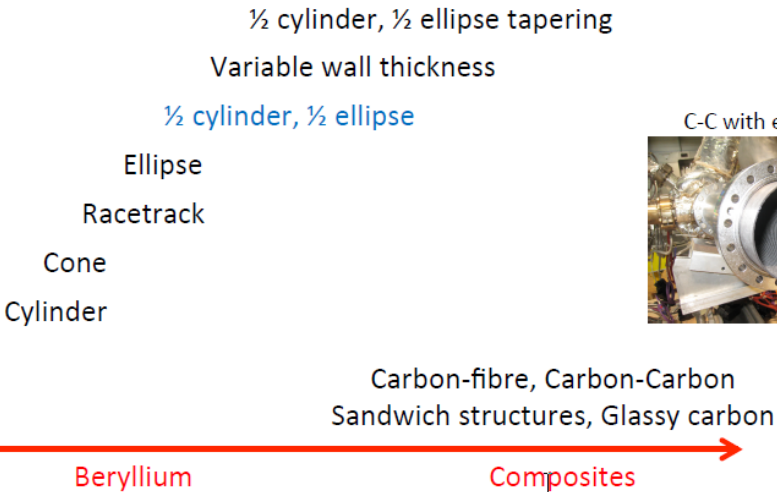 ½ cylinder, ½ ellipse tapering
Variable wall thickness
½ cylinder, ½ ellipse
C-C with e
Ellipse
Racetrack
Cone
Cylinder
Carbon-fibre, Carbon-Carbon
Sandwich structures, Glassy carbon
Beryllium
Composites